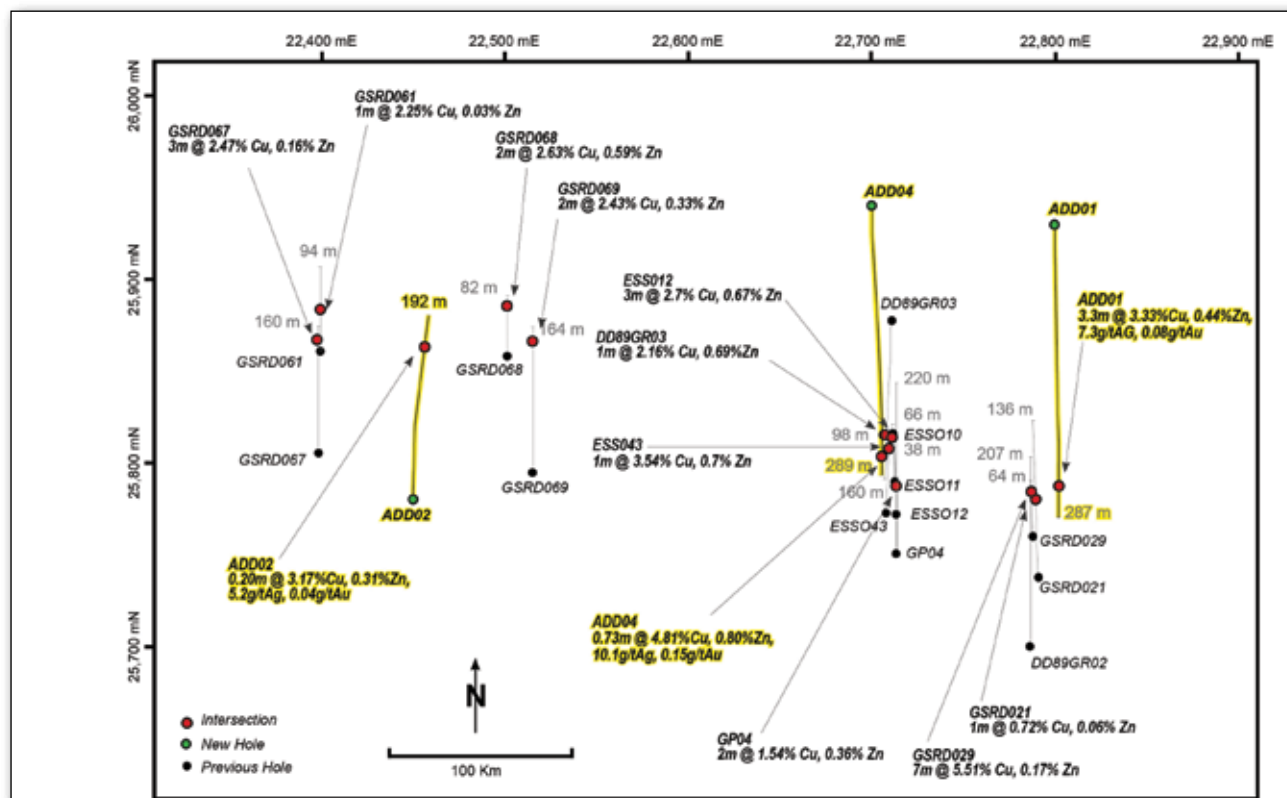 22,400 mE
22,500 mE
22,600 mE
22,700 mE
22,800 mE
22,900 mE
26,000 mN
25,900 mN
25,800 mN
25,700 mN
GSRD061
1m @ 2.25% Cu, 0.03% Zn
GSRD067
3m @ 2.47% Cu, 0.16% Zn
GSRD068
2m @ 2.63% Cu, 0.59% Zn
GSRD069
2m @ 2.43% Cu, 0.33% Zn
94 m
160 m
GSRD061
GSRD067
192 m
ADD02
ADD02
0.20m @ 3.17%Cu, 0.31%Zn,
5.2g/tAg, 0.04g/tAu
82 m
GSRD068
164 m
GSRD069
ADD04
ADD01
ESS012
3m @ 2.7% Cu, 0.67% Zn
DD89GR03
DD89GR03
1m @ 2.16% Cu, 0.69%Zn
220 m
66 m
98 m
ESSO10
ESS043
1m @ 3.54% Cu, 0.7% Zn
38 m
289 m
160 m
ESSO11
ESSO43
ESSO12
GP04
ADD01
3.3m @ 3.33%Cu, 0.44%Zn,
7.3g/tAG, 0.08g/tAu
136 m
207 m
64 m
287 m
GSRD029
GSRD021
DD89GR02
ADD04
0.73m @ 4.81%Cu, 0.80%Zn,
10.1g/tAg, 0.15g/tAu
GP04
2m @ 1.54% Cu, 0.36% Zn
GSRD021
1m @ 0.72% Cu, 0.06% Zn
GSRD029
7m @ 5.51% Cu, 0.17% Zn
N
100 Km
Intersection
New Hole
Previous Hole